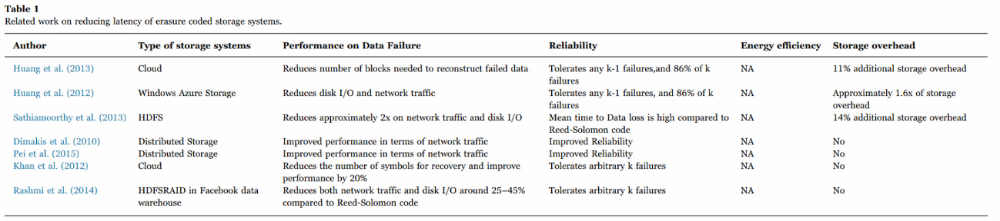 Table 1
Related work on reducing latency of erasure coded storage systems.
Author Type of storage systems Performance on Data Failure Reliability Energy efficiency Storage overhead
Huang et al. (2013) Cloud Reduces number of blocks needed to reconstruct failed data Tolerates any k-1 failures,and 86% of k NA 11% additional storage overhead
failures
Huang et al. (2012) Windows Azure Storage Reduces disk I/O and network traffic Tolerates any k-1 failures, and 86% of k NA Approximately 1.6x of storage
failures overhead
Sathiamoorthy et al. (2013) HDFS Reduces approximately 2x on network traffic and disk I/O Mean time to Data loss is high compared to NA 14% additional storage overhead
Reed-Solomon code
Dimakis et al. (2010) Distributed Storage Improved performance in terms of network traffic Improved Reliability NA No
Pei et al. (2015) Distributed Storage Improved performance in terms of network traffic Improved Reliability NA No
Khan et al. (2012) Cloud Reduces the number of symbols for recovery and improve Tolerates arbitrary k failures NA No
performance by 20%
Rashmi et al. (2014) HDFSRAID in Facebook data Reduces both network traffic and disk I/O around 25–45% Tolerates arbitrary k failures NA No
warehouse compared to Reed-Solomon code